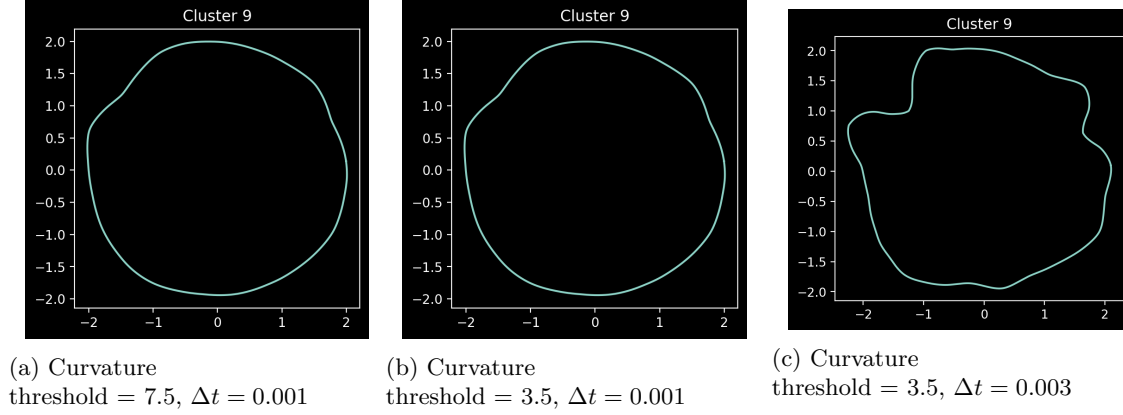 Cluster 9
2.0
1.5
1.0
0.5
0.0
−0.5
−1.0
−1.5
−2.0
−2 −1 0 1 2
(a) Curvature
threshold = 7.5, Δt = 0.001
Cluster 9
2.0
1.5
1.0
0.5
0.0
−0.5
−1.0
−1.5
−2.0
−2 −1 0 1 2
(b) Curvature
threshold = 3.5, Δt = 0.001
Cluster 9
2.0
1.5
1.0
0.5
0.0
−0.5
−1.0
−1.5
−2.0
−2 −1 0 1 2
(c) Curvature
threshold = 3.5, Δt = 0.003